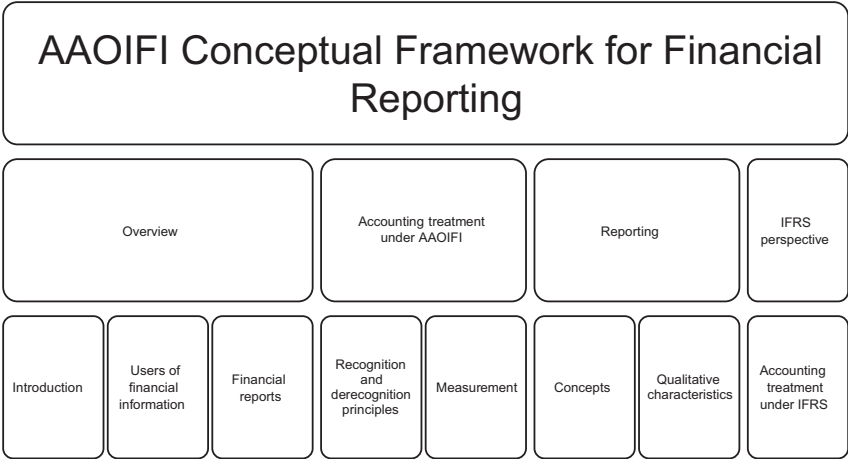 AAOIFI Conceptual Framework for Financial
Reporting
Overview
Accounting treatment
under AAOIFI
Reporting
IFRS
perspective
Introduction
Users of
financial
information
Financial
reports
Recognition
and
derecognition
principles
Measurement
Concepts
Qualitative
characteristics
Accounting
treatment
under IFRS